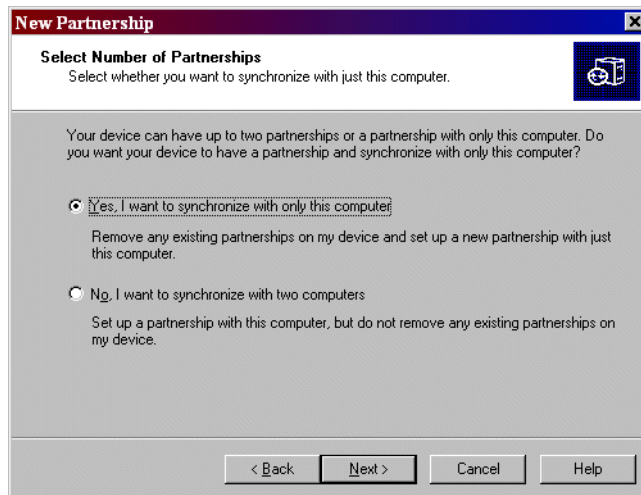 New Partnership
Select Number of Partnerships
Select whether you want to synchronize with just this computer.
Your device can have up to two partnerships or a partnership with only this computer. Do
you want your device to have a partnership and synchronize with only this computer?
Yes, I want to synchronize with only this computer
Remove any existing partnerships on my device and set up a new partnership with just
this computer.
No, I want to synchronize with two computers
Set up a partnership with this computer, but do not remove any existing partnerships on
my device.
< Back Next > Cancel Help